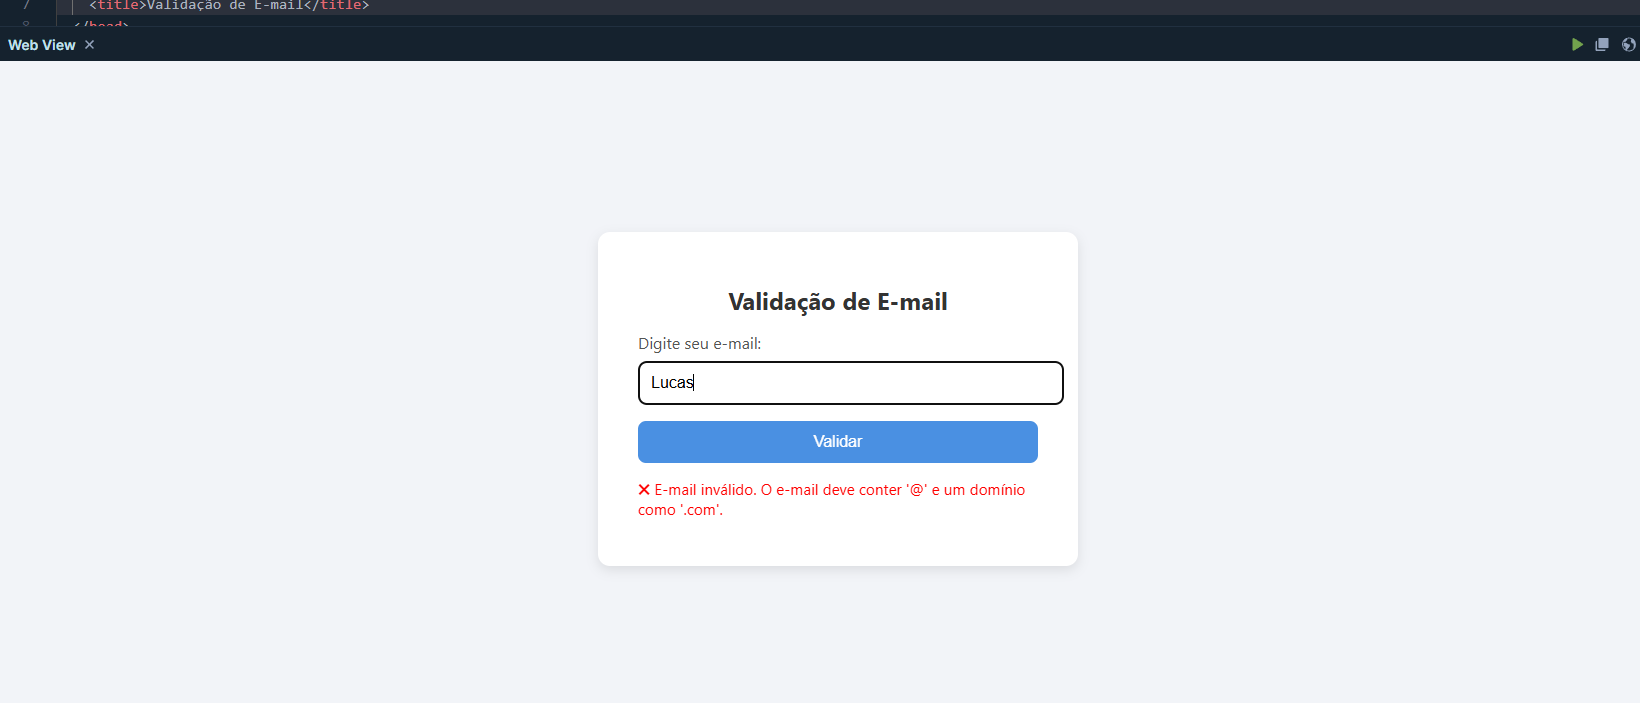 7 <title>Validação de E-mail</title>
8 </head>
Web View ×
Validação de E-mail
Digite seu e-mail:
Lucas
Validar
❌ E-mail inválido. O e-mail deve conter '@' e um domínio
como '.com'.